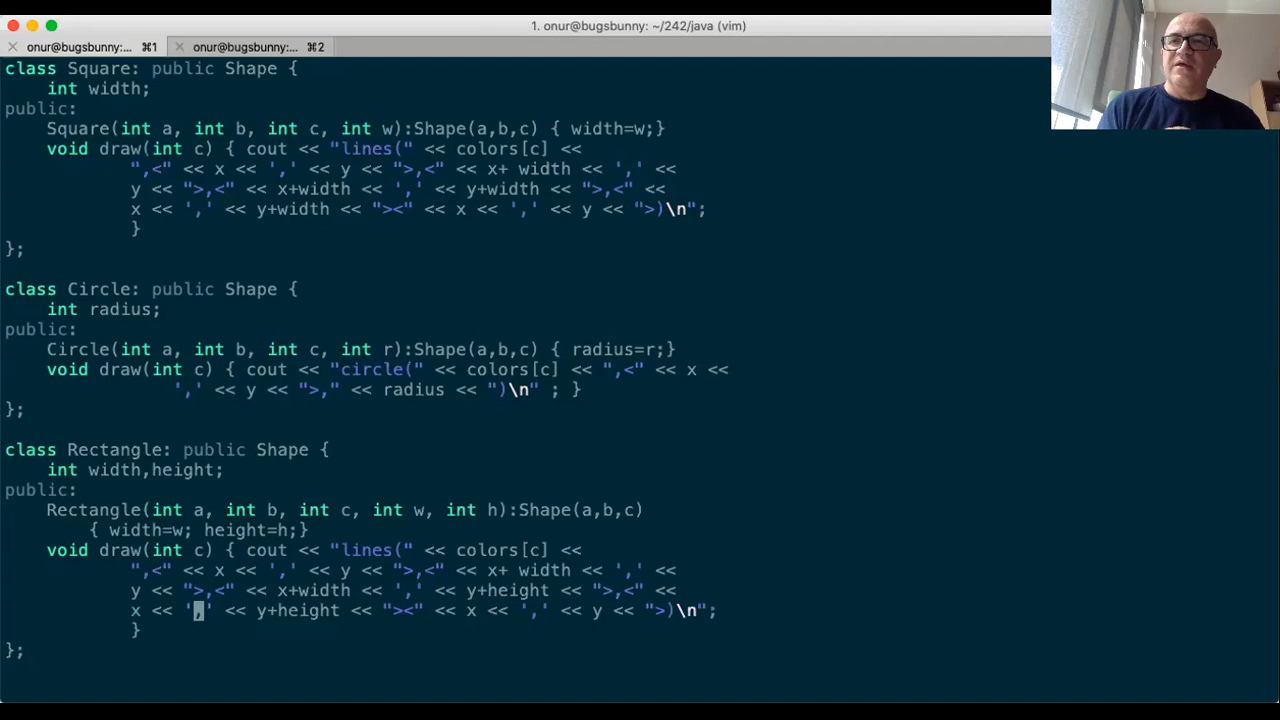 1. onur@bugsbunny: ~/242/java (vim)
onur@bugsbunny:... ⌘1 onur@bugsbunny:... ⌘2
class Square: public Shape {
    int width;
public:
    Square(int a, int b, int c, int w):Shape(a,b,c) { width=w;}
    void draw(int c) { cout << "lines(" << colors[c] <<
            ",<" << x << ',' << y << ">,<" << x+ width << ',' <<
            y << ">,<" << x+width << ',' << y+width << ">,<" <<
            x << ',' << y+width << "><" << x << ',' << y << ">)\n";
            }
};
class Circle: public Shape {
    int radius;
public:
    Circle(int a, int b, int c, int r):Shape(a,b,c) { radius=r;}
    void draw(int c) { cout << "circle(" << colors[c] << ",<" << x <<
                ',' << y << ">," << radius << ")\n" ; }
};
class Rectangle: public Shape {
    int width,height;
public:
    Rectangle(int a, int b, int c, int w, int h):Shape(a,b,c)
        { width=w; height=h;}
    void draw(int c) { cout << "lines(" << colors[c] <<
            ",<" << x << ',' << y << ">,<" << x+ width << ',' <<
            y << ">,<" << x+width << ',' << y+height << ">,<" <<
            x << ',' << y+height << "><" << x << ',' << y << ">)\n";
            }
};